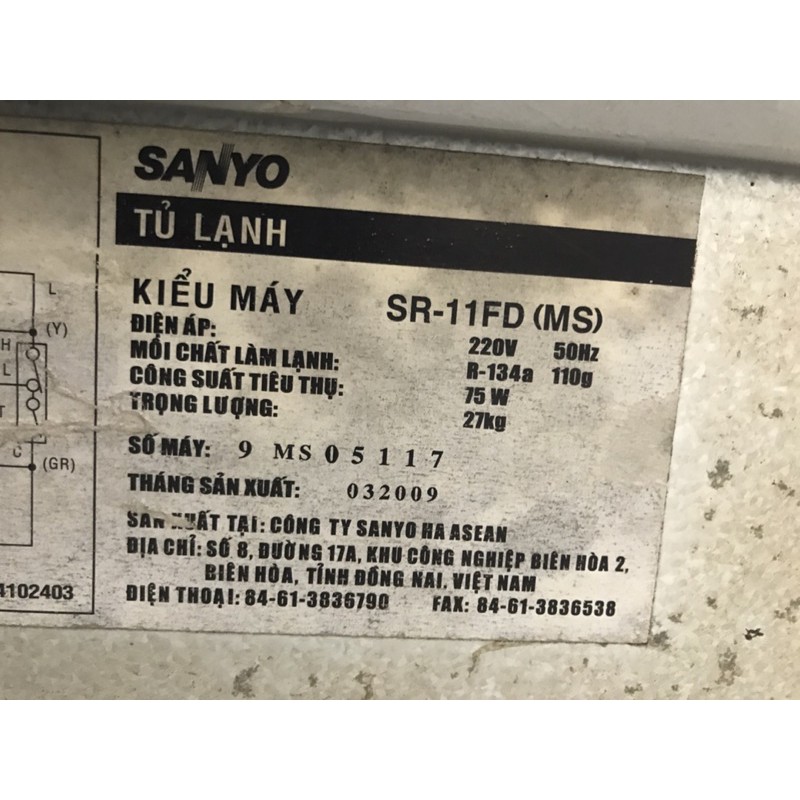 SANYO
TỦ LẠNH
KIỂU MÁY SR-11FD (MS)
ĐIỆN ÁP: 220V 50Hz
MÔI CHẤT LÀM LẠNH: R-134a 110g
CÔNG SUẤT TIÊU THỤ: 75 W
TRỌNG LƯỢNG: 27kg
SỐ MÁY: 9 MS 05117
THÁNG SẢN XUẤT: 032009
SẢN XUẤT TẠI: CÔNG TY SANYO HA ASEAN
ĐỊA CHỈ: SỐ 8, ĐƯỜNG 17A, KHU CÔNG NGHIỆP BIÊN HÒA 2,
BIÊN HÒA, TỈNH ĐỒNG NAI, VIỆT NAM
ĐIỆN THOẠI: 84-61-3836790 FAX: 84-61-3836538
L
(Y)
H
L
T
C
(GR)
4102403